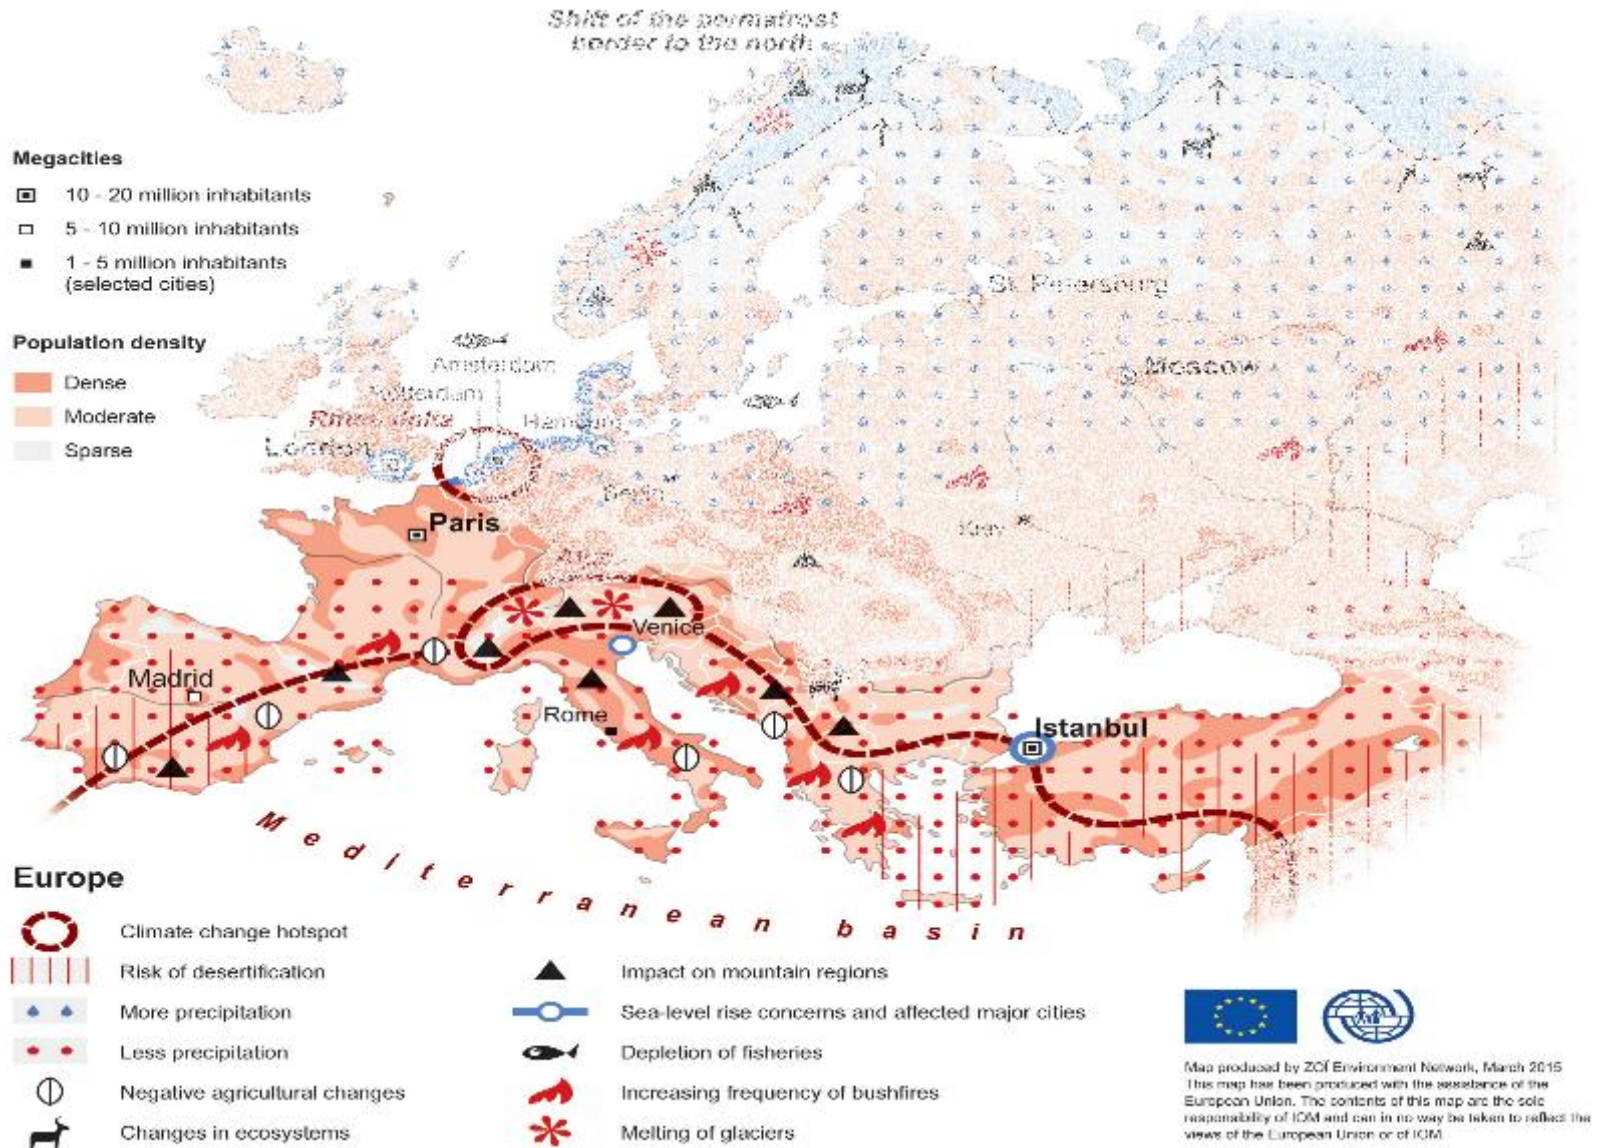 Shift of the permafrost
border to the north
Megacities
10 - 20 million inhabitants
5 - 10 million inhabitants
1 - 5 million inhabitants
(selected cities)
Population density
Dense
Moderate
Sparse
St. Petersburg
Moscow
Amsterdam
Rotterdam
Hamburg
London
Berlin
Kiev
Paris
Venice
Madrid
Rome
Istanbul
Mediterranean basin
Europe
Climate change hotspot
Risk of desertification
More precipitation
Less precipitation
Negative agricultural changes
Changes in ecosystems
Impact on mountain regions
Sea-level rise concerns and affected major cities
Depletion of fisheries
Increasing frequency of bushfires
Melting of glaciers
Map produced by ZOÏ Environment Network, March 2015
This map has been produced with the assistance of the
European Union. The contents of this map are the sole
responsibility of IOM and can in no way be taken to reflect the
views of the European Union or of IOM